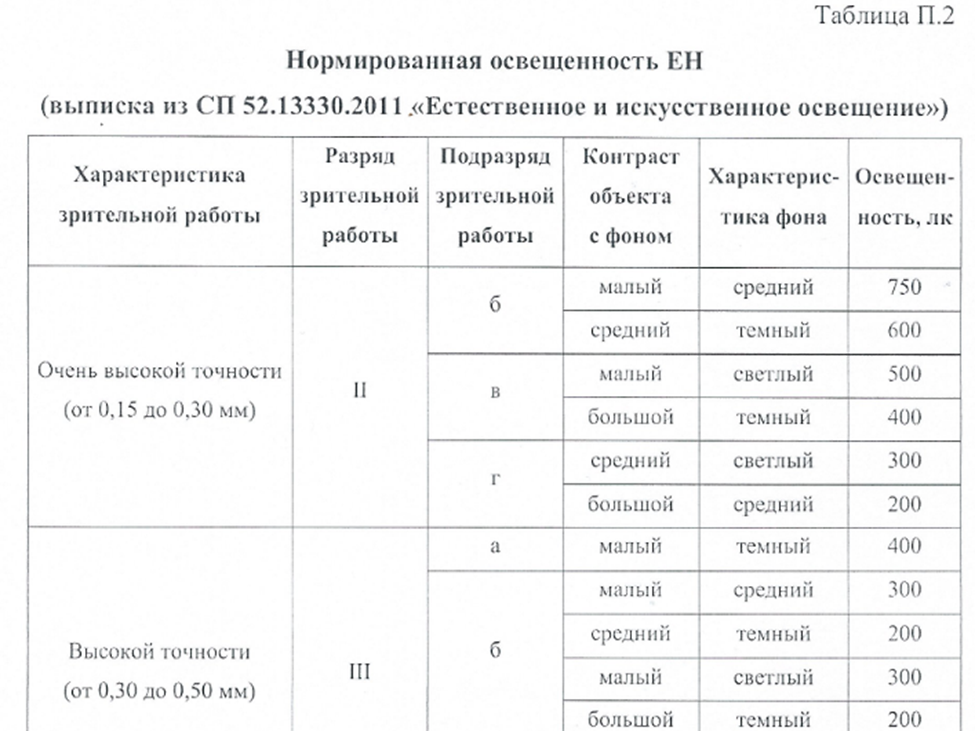 Таблица П.2
Нормированная освещенность ЕН
(выписка из СП 52.13330.2011 «Естественное и искусственное освещение»)
Характеристика зрительной работы | Разряд зрительной работы | Подразряд зрительной работы | Контраст объекта с фоном | Характерис-тика фона | Освещен-ность, лк
Очень высокой точности (от 0,15 до 0,30 мм) | II | б | малый | средний | 750
средний | темный | 600
в | малый | светлый | 500
большой | темный | 400
г | средний | светлый | 300
большой | средний | 200
Высокой точности (от 0,30 до 0,50 мм) | III | а | малый | темный | 400
б | малый | средний | 300
средний | темный | 200
малый | светлый | 300
большой | темный | 200